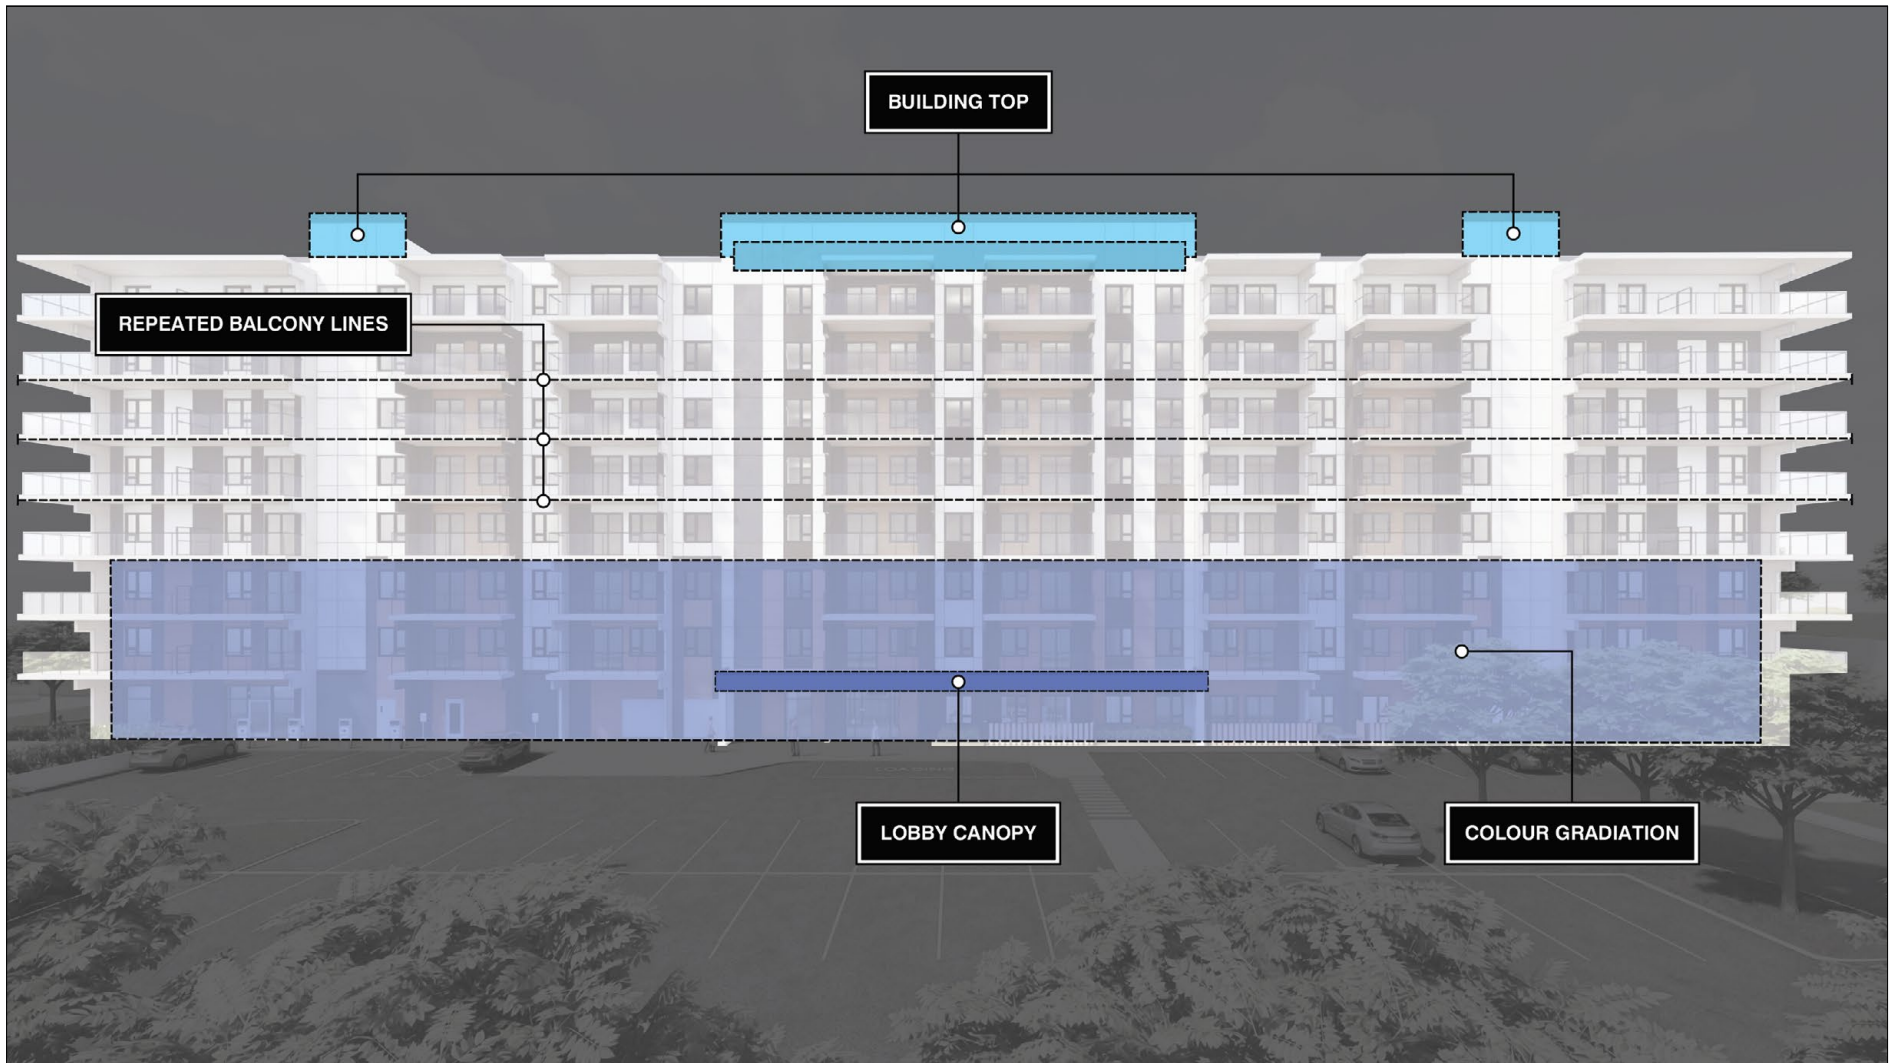 BUILDING TOP
REPEATED BALCONY LINES
LOBBY CANOPY
COLOUR GRADIATION